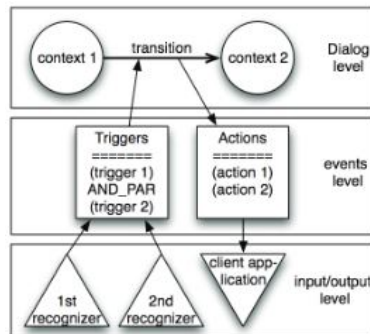 transition
context 1
context 2
Dialog
level
Triggers
=======
(trigger 1)
AND_PAR
(trigger 2)
Actions
=======
(action 1)
(action 2)
events
level
1st
recognizer
2nd
recognizer
client app-
lication
input/output
level